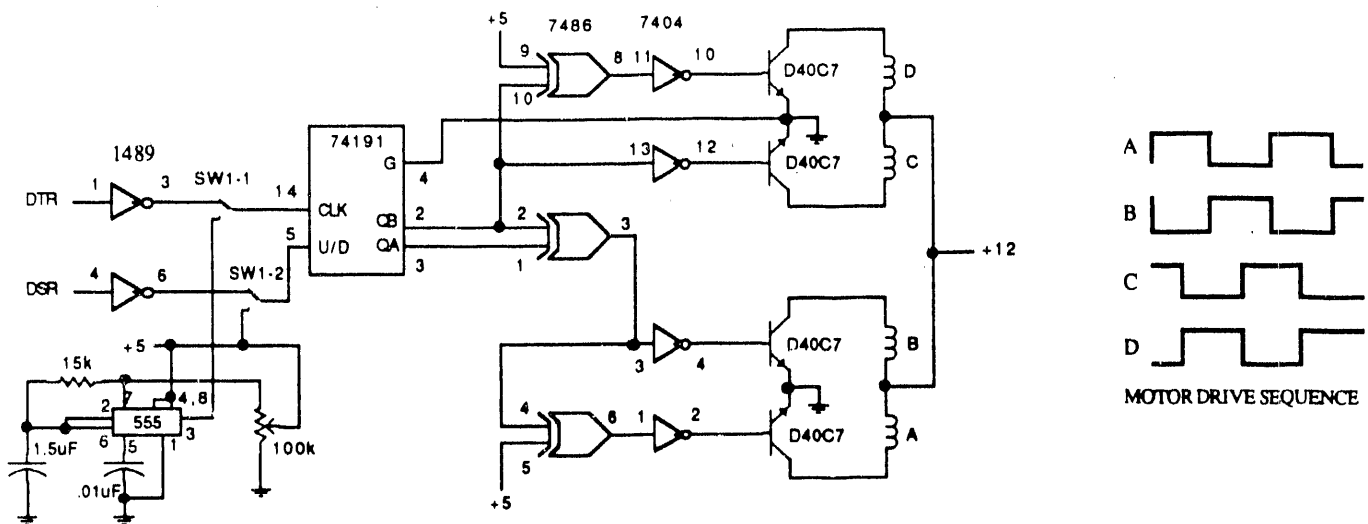 +5
7486
7404
9
8
11
10
10
D40C7
D
74191
G
4
13
12
D40C7
C
1489
DTR
1
3
SW1-1
14
CLK
QB
2
2
3
5
U/D
QA
3
1
+12
DSR
4
6
SW1-2
+5
15k
7
4,8
2
555
3
6
5
1
1.5uF
.01uF
100k
3
4
D40C7
B
4
6
1
2
5
D40C7
A
+5
A
B
C
D
MOTOR DRIVE SEQUENCE